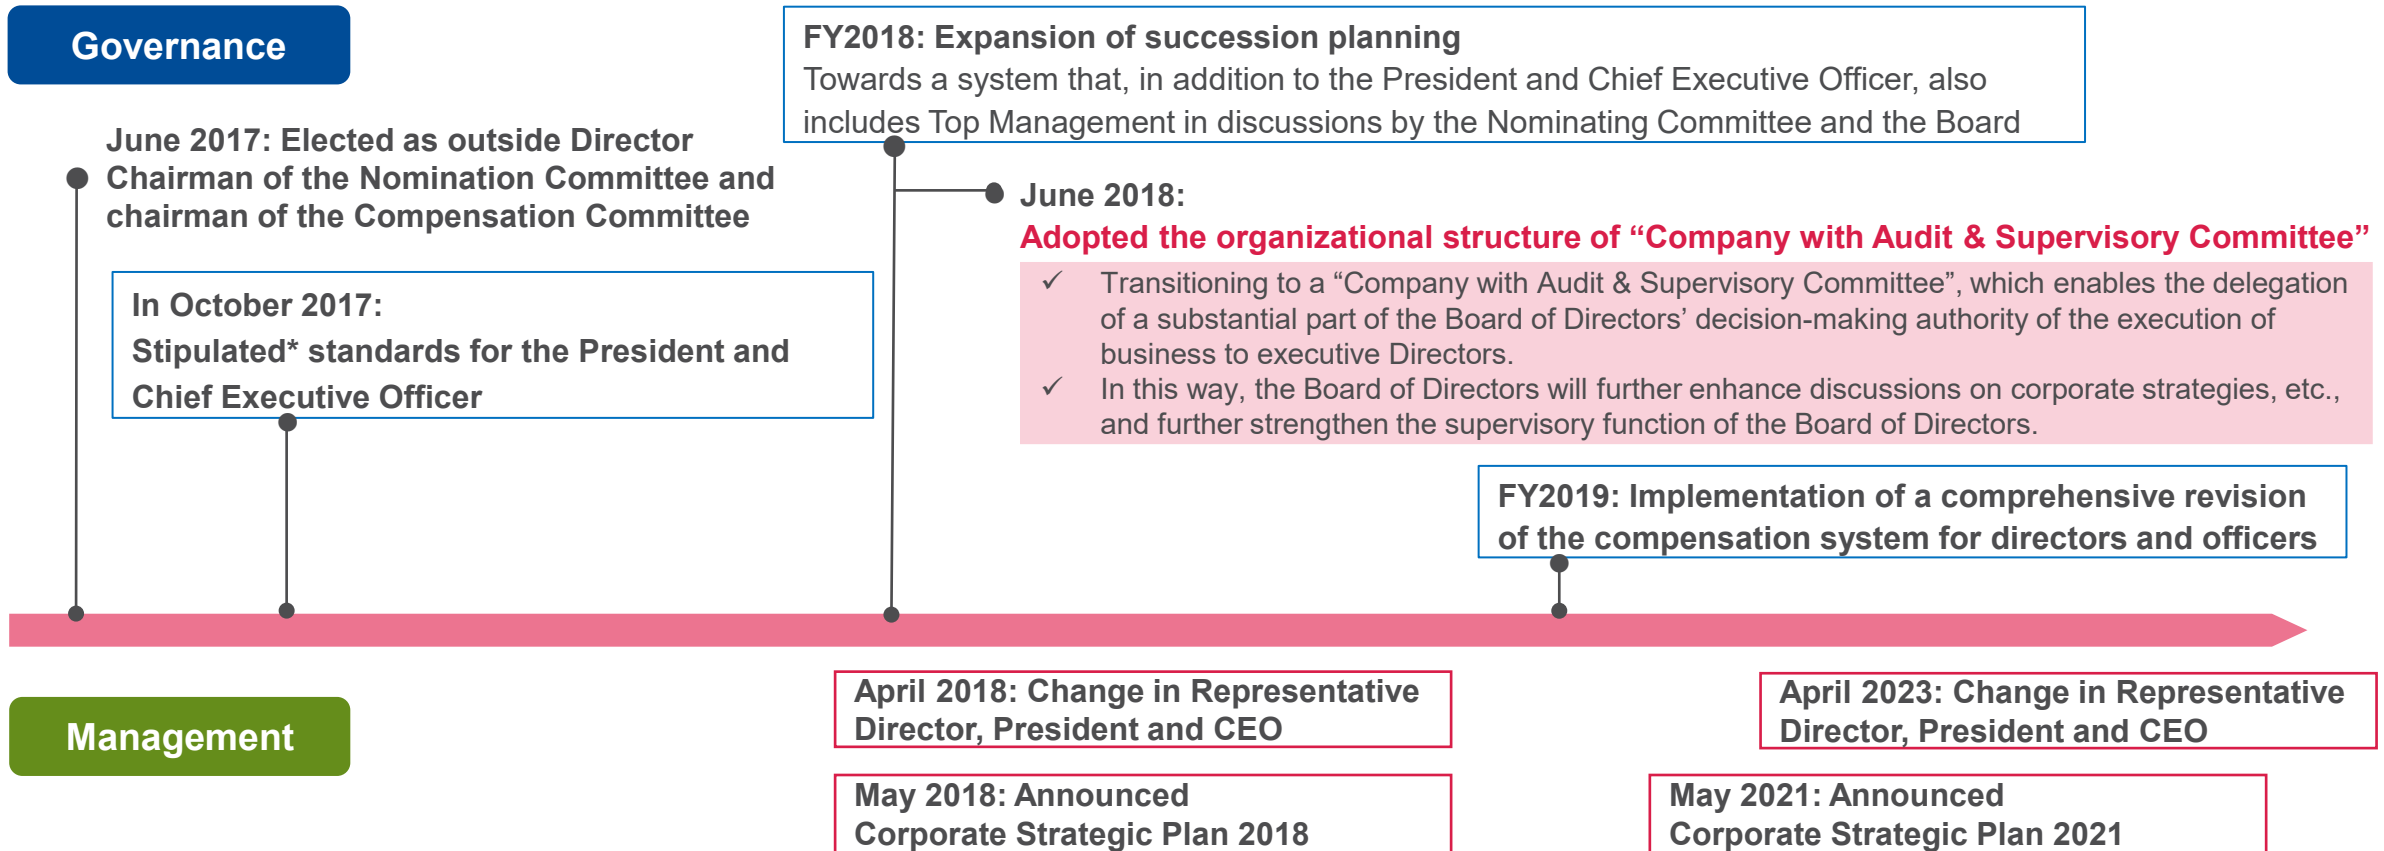 Governance
FY2018: Expansion of succession planning
Towards a system that, in addition to the President and Chief Executive Officer, also
includes Top Management in discussions by the Nominating Committee and the Board
June 2017: Elected as outside Director
Chairman of the Nomination Committee and
chairman of the Compensation Committee
June 2018:
Adopted the organizational structure of “Company with Audit & Supervisory Committee”
✓ Transitioning to a “Company with Audit & Supervisory Committee”, which enables the delegation
of a substantial part of the Board of Directors’ decision-making authority of the execution of
business to executive Directors.
✓ In this way, the Board of Directors will further enhance discussions on corporate strategies, etc.,
and further strengthen the supervisory function of the Board of Directors.
In October 2017:
Stipulated* standards for the President and
Chief Executive Officer
FY2019: Implementation of a comprehensive revision
of the compensation system for directors and officers
Management
April 2018: Change in Representative
Director, President and CEO
April 2023: Change in Representative
Director, President and CEO
May 2018: Announced
Corporate Strategic Plan 2018
May 2021: Announced
Corporate Strategic Plan 2021